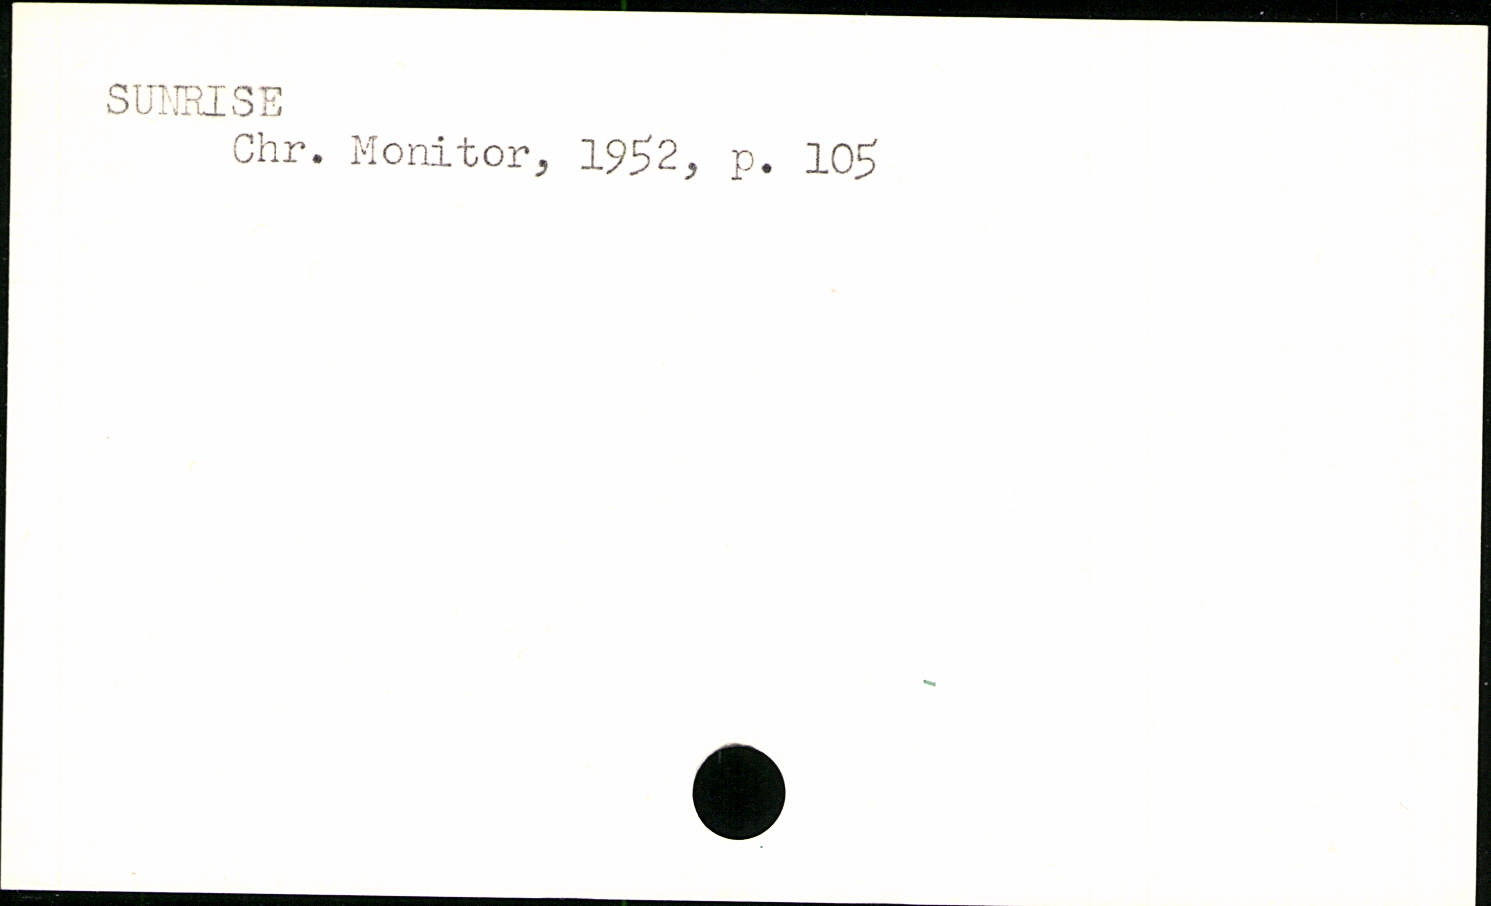 SUNRISE
Chr. Monitor, 1952, p. 105